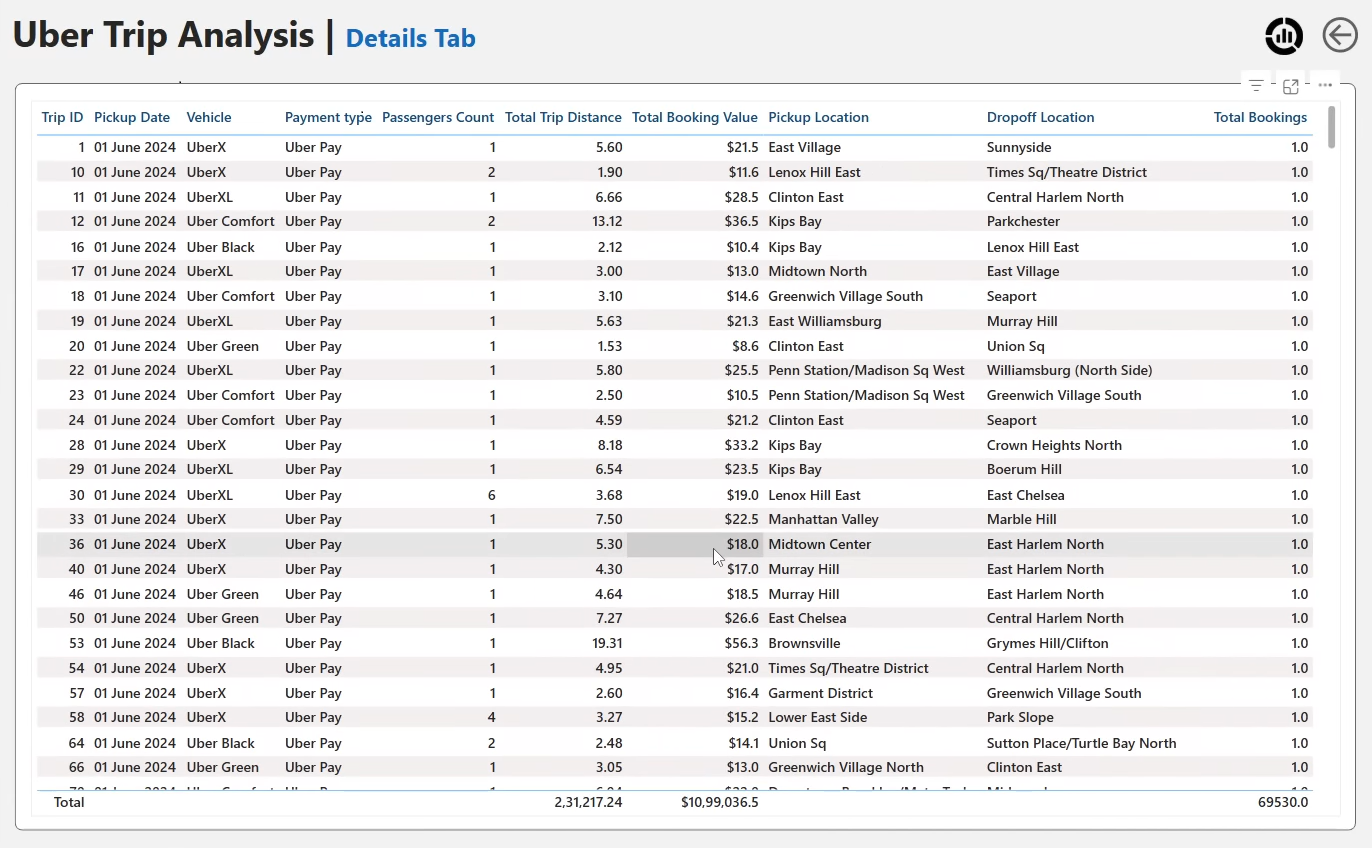 Uber Trip Analysis | Details Tab
Trip ID Pickup Date Vehicle Payment type Passengers Count Total Trip Distance Total Booking Value Pickup Location Dropoff Location Total Bookings
1 01 June 2024 UberX Uber Pay 1 5.60 $21.5 East Village Sunnyside 1.0
10 01 June 2024 UberX Uber Pay 2 1.90 $11.6 Lenox Hill East Times Sq/Theatre District 1.0
11 01 June 2024 UberXL Uber Pay 1 6.66 $28.5 Clinton East Central Harlem North 1.0
12 01 June 2024 Uber Comfort Uber Pay 2 13.12 $36.5 Kips Bay Parkchester 1.0
16 01 June 2024 Uber Black Uber Pay 1 2.12 $10.4 Kips Bay Lenox Hill East 1.0
17 01 June 2024 UberXL Uber Pay 1 3.00 $13.0 Midtown North East Village 1.0
18 01 June 2024 Uber Comfort Uber Pay 1 3.10 $14.6 Greenwich Village South Seaport 1.0
19 01 June 2024 UberXL Uber Pay 1 5.63 $21.3 East Williamsburg Murray Hill 1.0
20 01 June 2024 Uber Green Uber Pay 1 1.53 $8.6 Clinton East Union Sq 1.0
22 01 June 2024 UberXL Uber Pay 1 5.80 $25.5 Penn Station/Madison Sq West Williamsburg (North Side) 1.0
23 01 June 2024 Uber Comfort Uber Pay 1 2.50 $10.5 Penn Station/Madison Sq West Greenwich Village South 1.0
24 01 June 2024 Uber Comfort Uber Pay 1 4.59 $21.2 Clinton East Seaport 1.0
28 01 June 2024 UberX Uber Pay 1 8.18 $33.2 Kips Bay Crown Heights North 1.0
29 01 June 2024 UberXL Uber Pay 1 6.54 $23.5 Kips Bay Boerum Hill 1.0
30 01 June 2024 UberXL Uber Pay 6 3.68 $19.0 Lenox Hill East East Chelsea 1.0
33 01 June 2024 UberX Uber Pay 1 7.50 $22.5 Manhattan Valley Marble Hill 1.0
36 01 June 2024 UberX Uber Pay 1 5.30 $18.0 Midtown Center East Harlem North 1.0
40 01 June 2024 UberX Uber Pay 1 4.30 $17.0 Murray Hill East Harlem North 1.0
46 01 June 2024 Uber Green Uber Pay 1 4.64 $18.5 Murray Hill East Harlem North 1.0
50 01 June 2024 Uber Green Uber Pay 1 7.27 $26.6 East Chelsea Central Harlem North 1.0
53 01 June 2024 Uber Black Uber Pay 1 19.31 $56.3 Brownsville Grymes Hill/Clifton 1.0
54 01 June 2024 UberX Uber Pay 1 4.95 $21.0 Times Sq/Theatre District Central Harlem North 1.0
57 01 June 2024 UberX Uber Pay 1 2.60 $16.4 Garment District Greenwich Village South 1.0
58 01 June 2024 UberX Uber Pay 4 3.27 $15.2 Lower East Side Park Slope 1.0
64 01 June 2024 Uber Black Uber Pay 2 2.48 $14.1 Union Sq Sutton Place/Turtle Bay North 1.0
66 01 June 2024 Uber Green Uber Pay 1 3.05 $13.0 Greenwich Village North Clinton East 1.0
Total 2,31,217.24 $10,99,036.5 69530.0